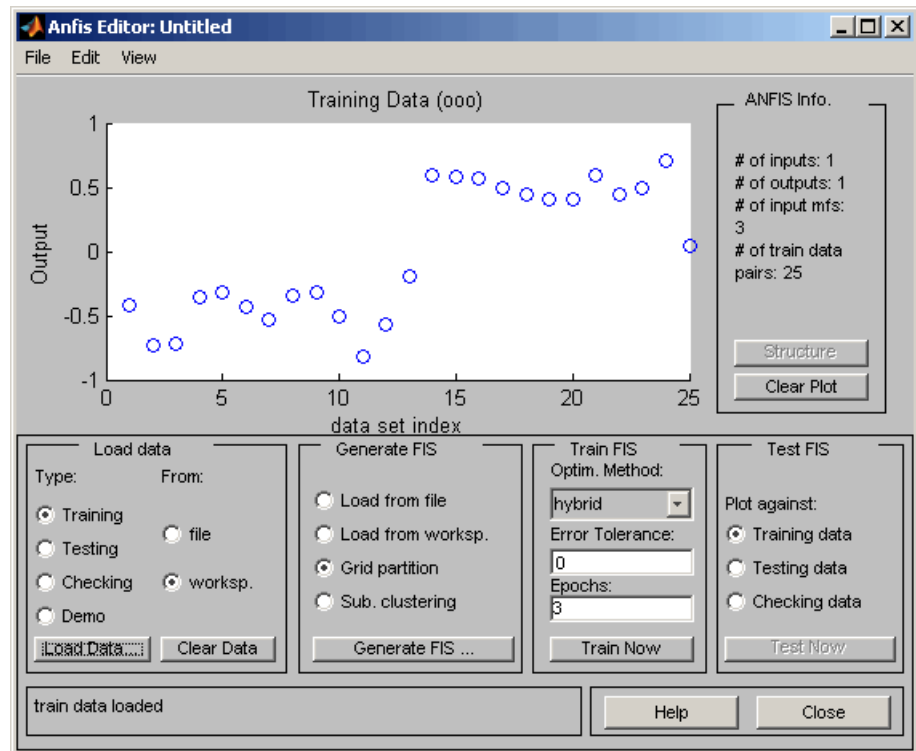 Anfis Editor: Untitled
File Edit View
Training Data (ooo)
1
0.5
0
-0.5
-1
Output
0 5 10 15 20 25
data set index
ANFIS Info.
# of inputs: 1
# of outputs: 1
# of input mfs:
3
# of train data
pairs: 25
Structure
Clear Plot
Load data
Type: From:
Training
Testing
Checking
Demo
file
worksp.
Load Data...
Clear Data
Generate FIS
Load from file
Load from worksp.
Grid partition
Sub. clustering
Generate FIS ...
Train FIS
Optim. Method:
hybrid
Error Tolerance:
0
Epochs:
3
Train Now
Test FIS
Plot against:
Training data
Testing data
Checking data
Test Now
train data loaded
Help
Close